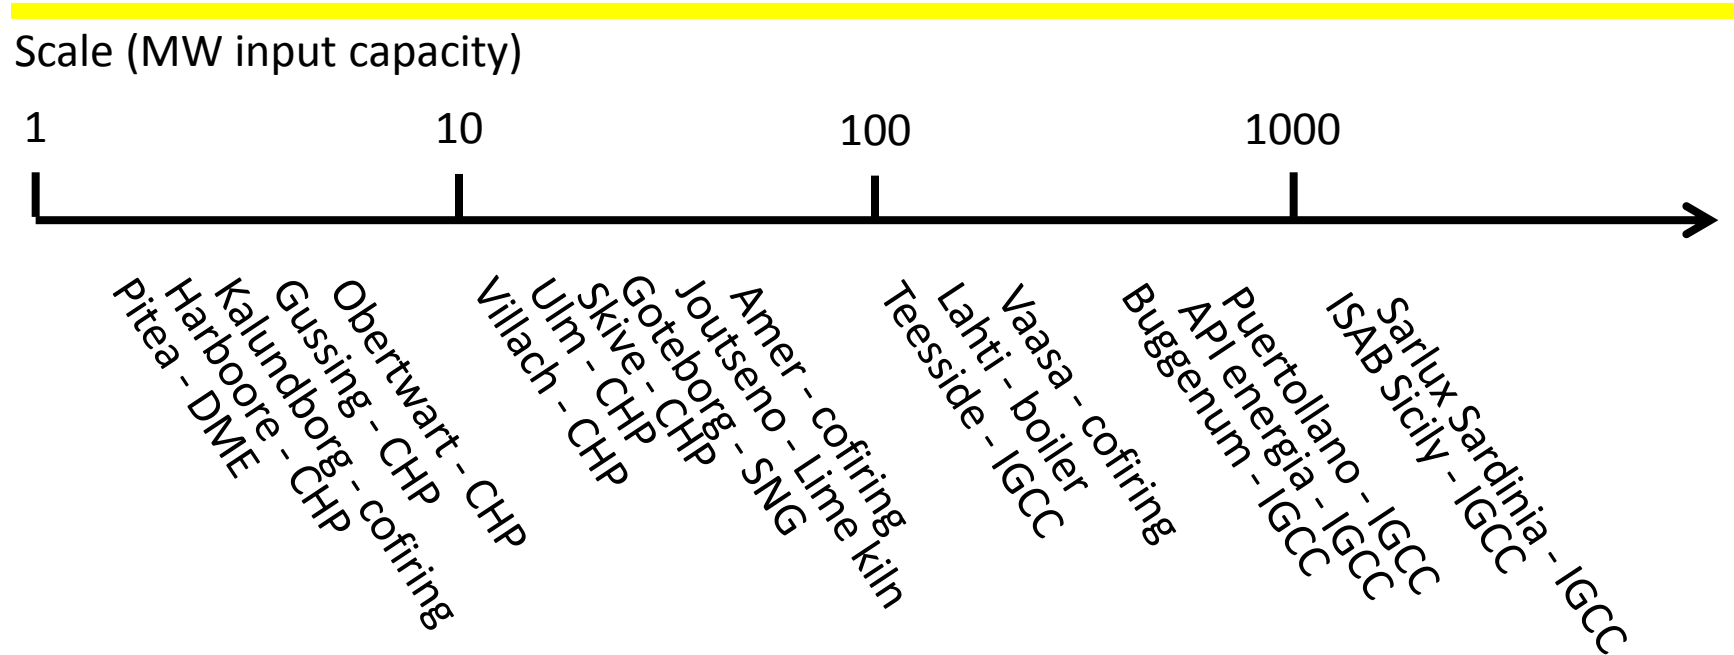 Scale (MW input capacity)
1
10
100
1000
Pitea - DME
Harboore - CHP
Kalundborg - cofiring
Gussing - CHP
Obertwart - CHP
Villach - CHP
Ulm - CHP
Skive - CHP
Goteborg - SNG
Joutseno - Lime kiln
Amer - cofiring
Teesside - IGCC
Lahti - boiler
Vaasa - cofiring
Buggenum - IGCC
API energia - IGCC
Puertollano - IGCC
ISAB Sicily - IGCC
Sarlux Sardinia - IGCC